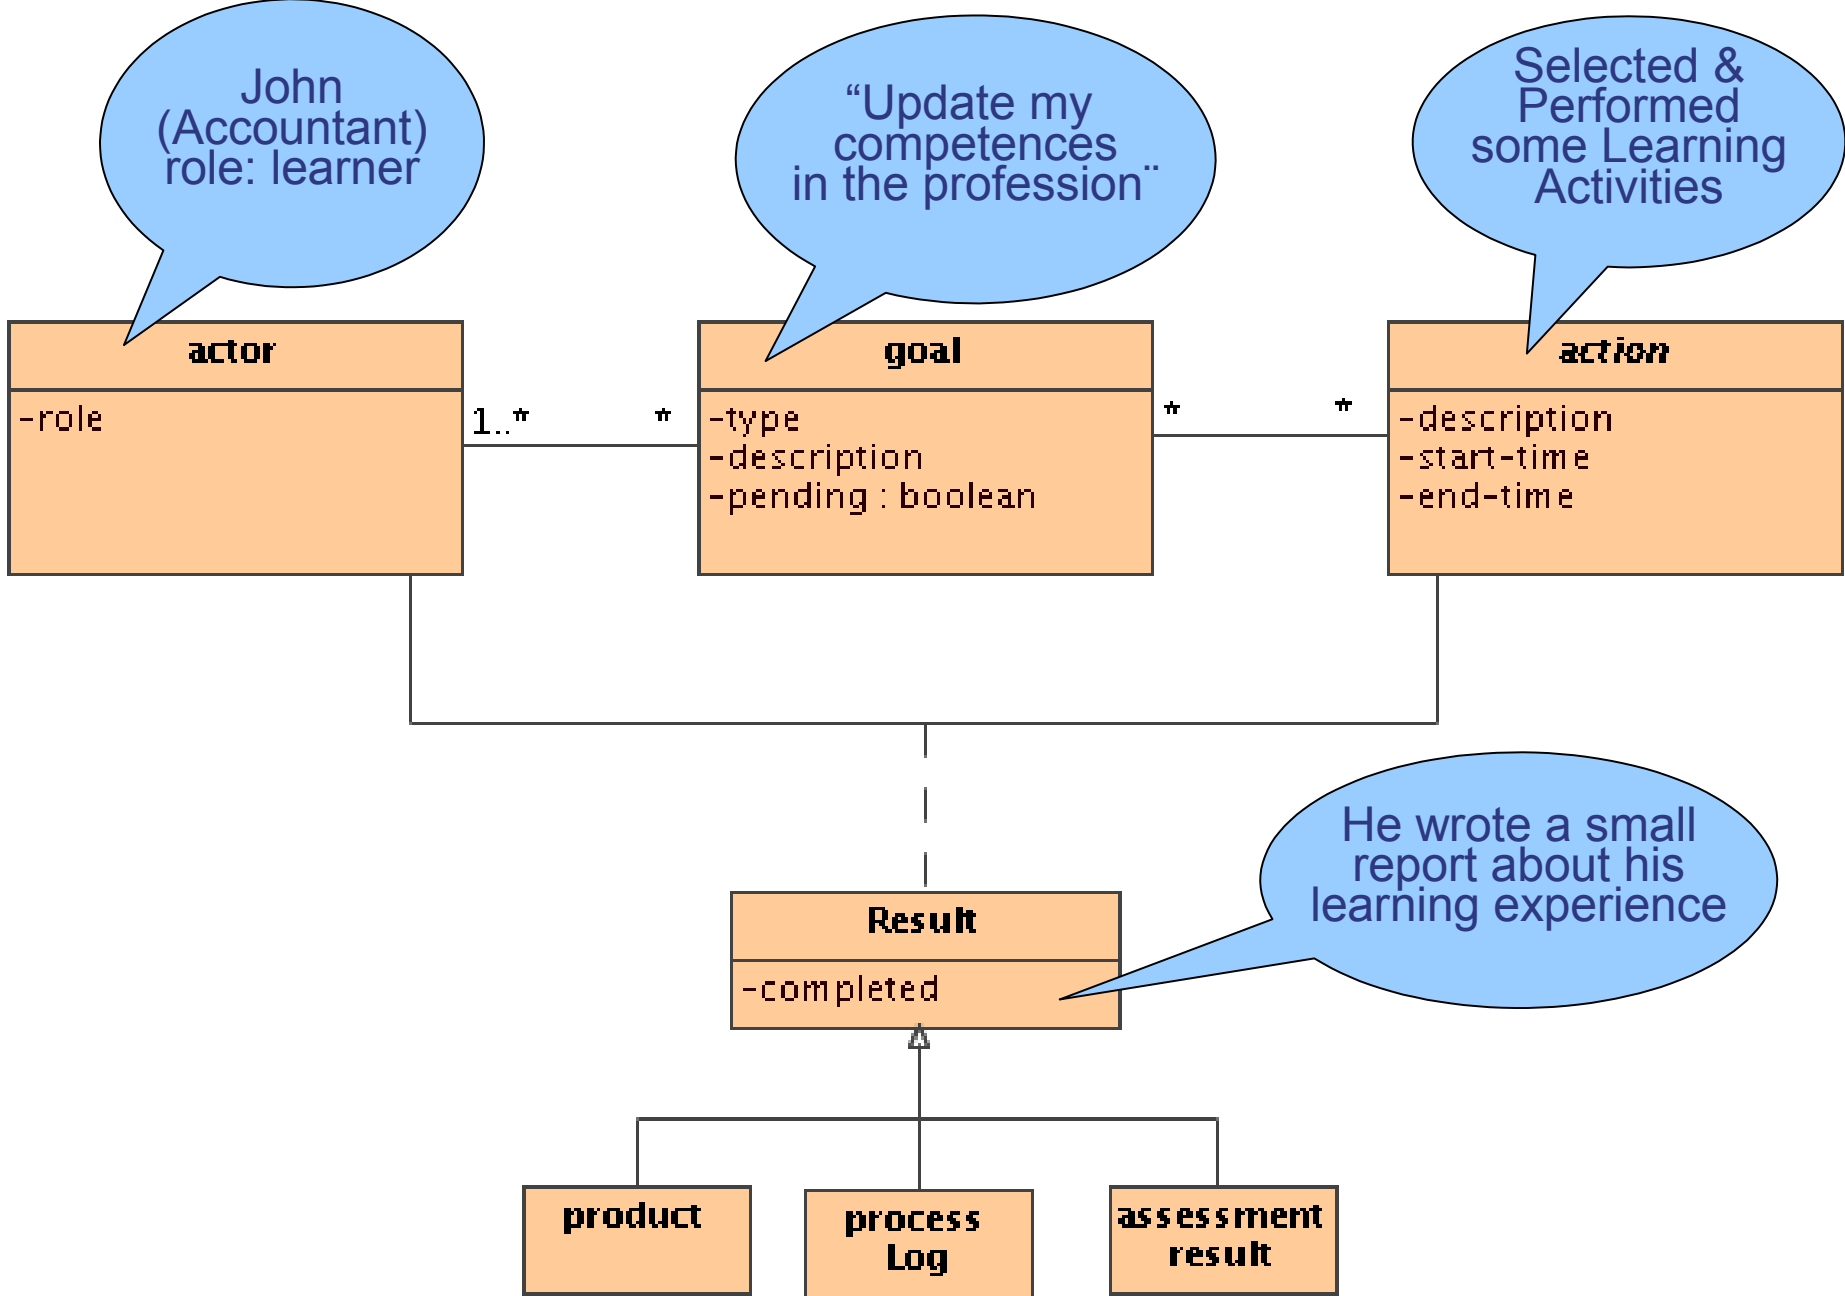 John
(Accountant)
role: learner
“Update my
competences
in the profession¨
Selected &
Performed
some Learning
Activities
actor
-role
1..*
*
goal
-type
-description
-pending : boolean
*
*
action
-description
-start-time
-end-time
He wrote a small
report about his
learning experience
Result
-completed
product
process
Log
assessment
result